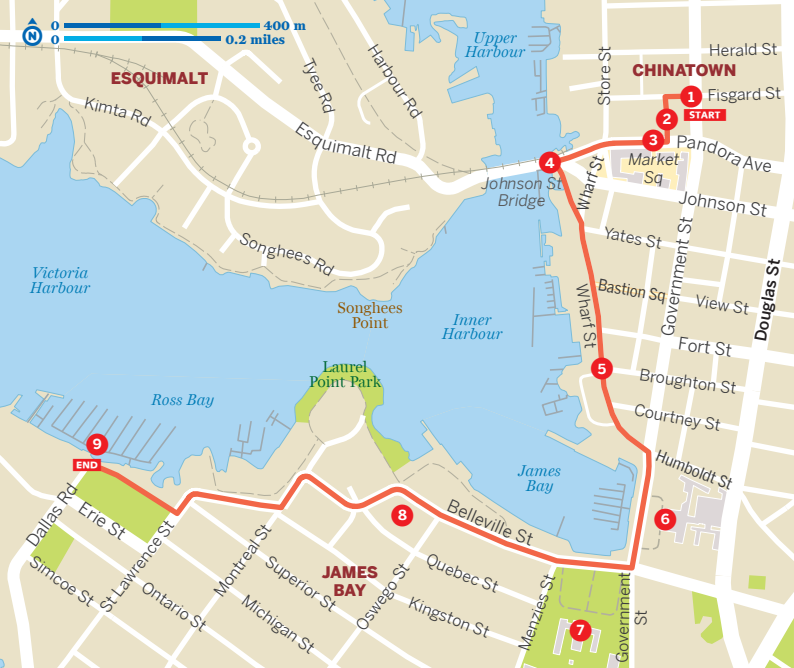 0 400 m
N
0 0.2 miles
Upper
Harbour
Herald St
ESQUIMALT
CHINATOWN
Tyee Rd
Harbour Rd
Store St
1
Fisgard St
Kimta Rd
2
START
Esquimalt Rd
3
Pandora Ave
4
Market
Sq
Johnson St
Bridge
Wharf St
Johnson St
Yates St
Songhees Rd
Government St
Douglas St
Victoria
Harbour
Bastion Sq
View St
Songhees
Point
Inner
Harbour
Wharf St
Fort St
Laurel
Point Park
5
Broughton St
Ross Bay
Courtney St
9
END
James
Bay
Humboldt St
Dallas Rd
Erie St
Belleville St
8
6
St Lawrence St
Montreal St
Simcoe St
Superior St
JAMES
BAY
Quebec St
Ontario St
Oswego St
Menzies St
Government
St
Michigan St
Kingston St
7